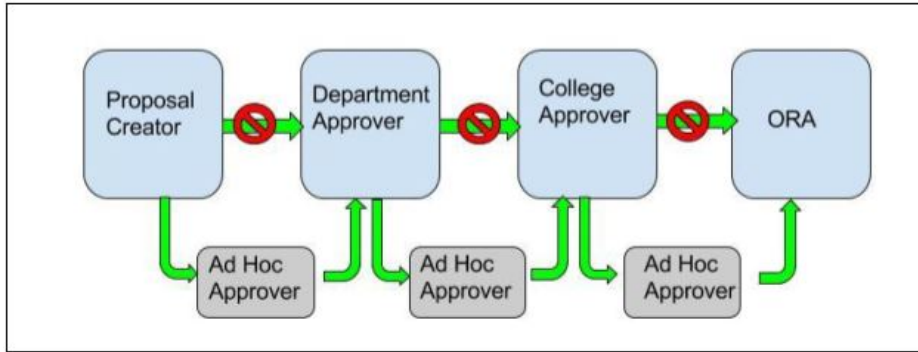 Proposal
Creator
Department
Approver
College
Approver
ORA
Ad Hoc
Approver
Ad Hoc
Approver
Ad Hoc
Approver